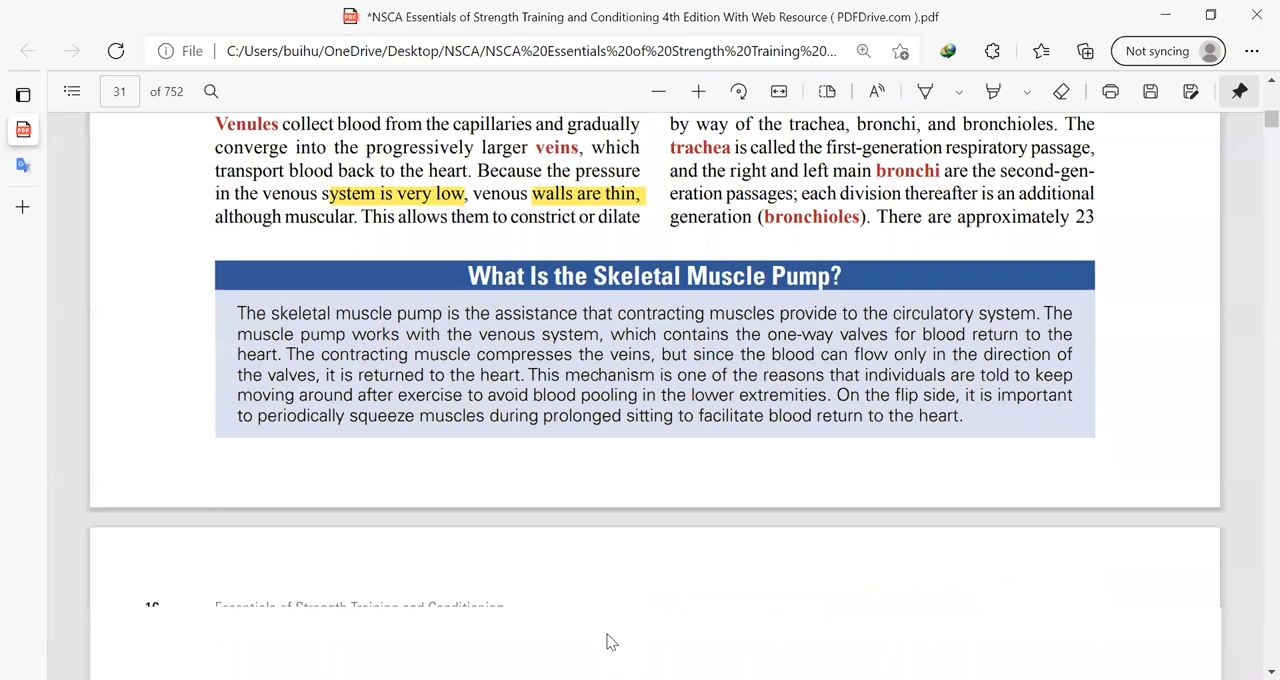 *NSCA Essentials of Strength Training and Conditioning 4th Edition With Web Resource ( PDFDrive.com ).pdf
File
C:/Users/buihu/OneDrive/Desktop/NSCA/NSCA%20Essentials%20of%20Strength%20Training%20...
Not syncing
31
of 752
Venules collect blood from the capillaries and gradually
converge into the progressively larger veins, which
transport blood back to the heart. Because the pressure
in the venous system is very low, venous walls are thin,
although muscular. This allows them to constrict or dilate
by way of the trachea, bronchi, and bronchioles. The
trachea is called the first-generation respiratory passage,
and the right and left main bronchi are the second-gen-
eration passages; each division thereafter is an additional
generation (bronchioles). There are approximately 23
What Is the Skeletal Muscle Pump?
The skeletal muscle pump is the assistance that contracting muscles provide to the circulatory system. The
muscle pump works with the venous system, which contains the one-way valves for blood return to the
heart. The contracting muscle compresses the veins, but since the blood can flow only in the direction of
the valves, it is returned to the heart. This mechanism is one of the reasons that individuals are told to keep
moving around after exercise to avoid blood pooling in the lower extremities. On the flip side, it is important
to periodically squeeze muscles during prolonged sitting to facilitate blood return to the heart.
16
Essentials of Strength Training and Conditioning